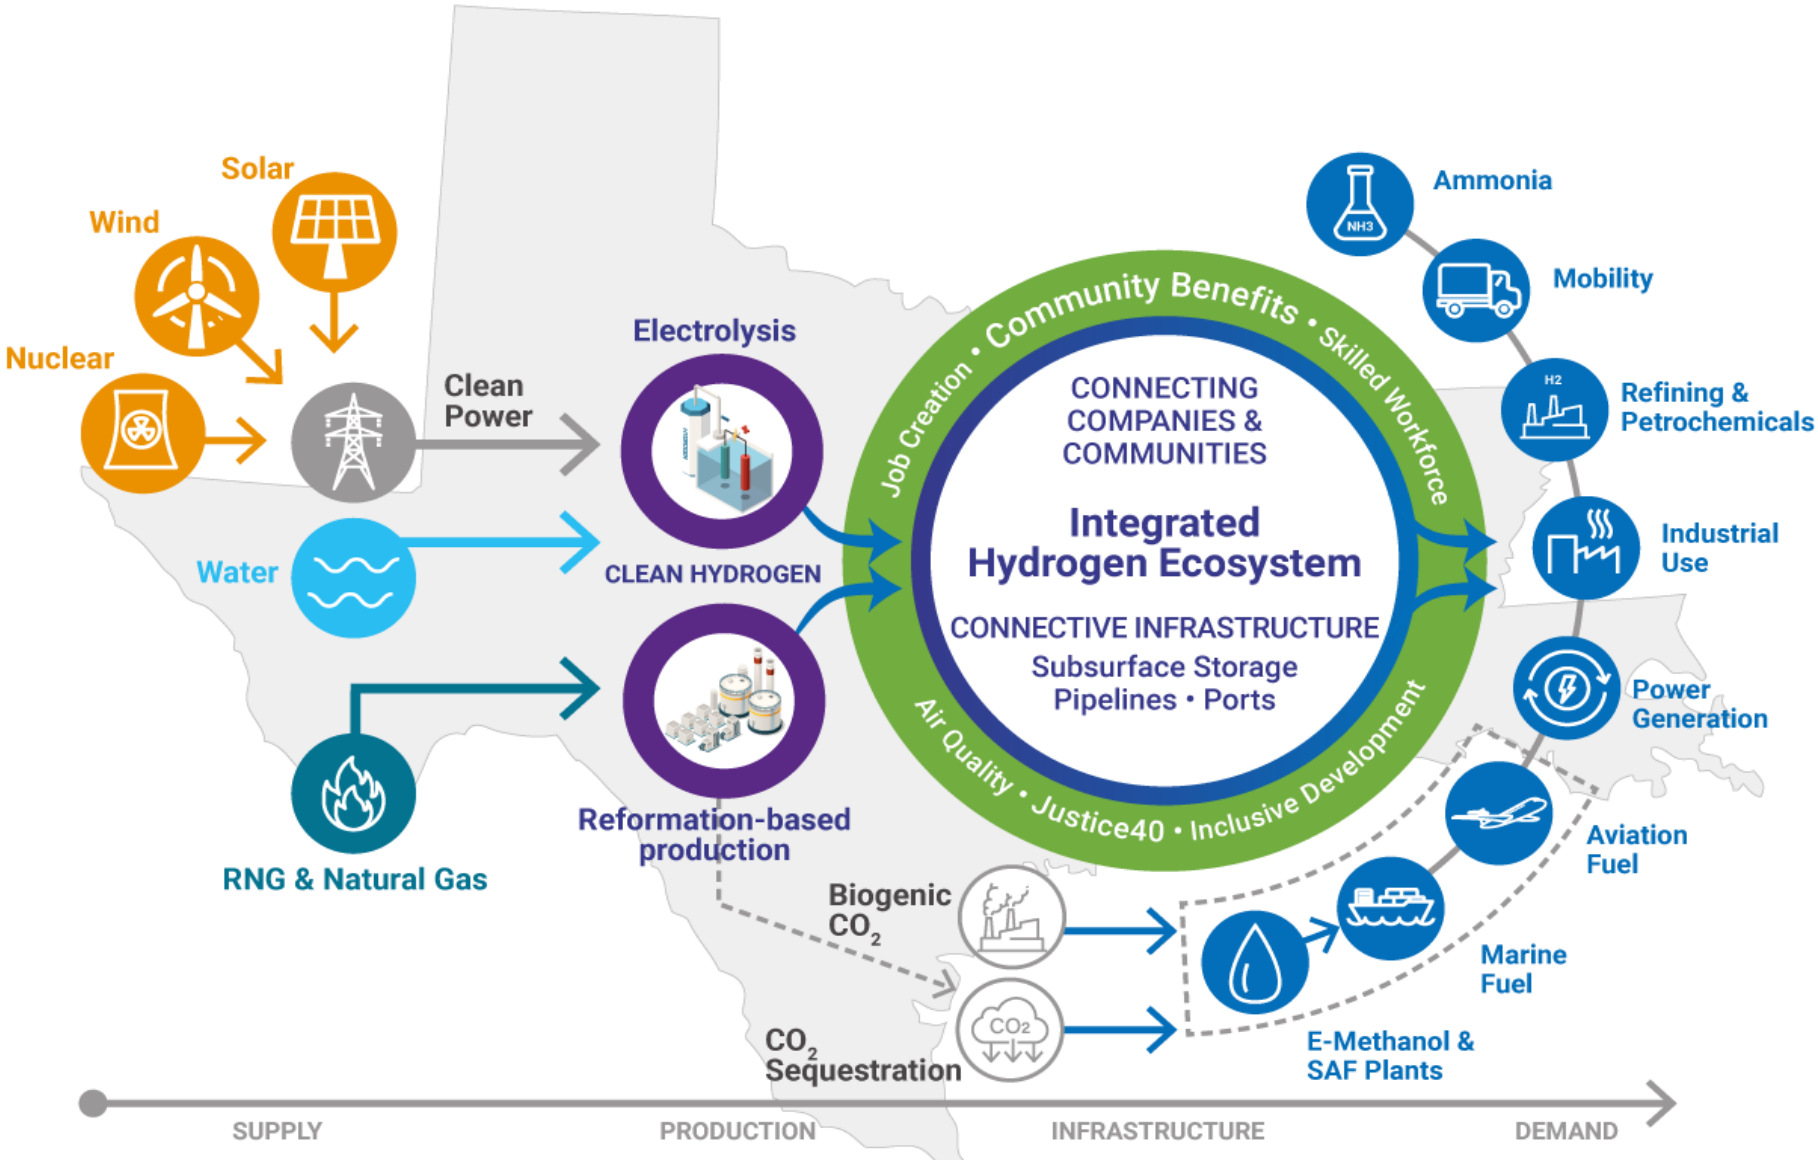 Solar
Wind
Nuclear
Clean
Power
Water
RNG & Natural Gas
Electrolysis
HYDROGEN
CLEAN HYDROGEN
Reformation-based
production
Job Creation • Community Benefits • Skilled Workforce
CONNECTING
COMPANIES &
COMMUNITIES
Integrated
Hydrogen Ecosystem
CONNECTIVE INFRASTRUCTURE
Subsurface Storage
Pipelines • Ports
Air Quality • Justice40 • Inclusive Development
Biogenic
CO2
CO2
Sequestration
CO2
NH3
Ammonia
Mobility
H2
Refining &
Petrochemicals
Industrial
Use
Power
Generation
Aviation
Fuel
Marine
Fuel
E-Methanol &
SAF Plants
SUPPLY
PRODUCTION
INFRASTRUCTURE
DEMAND